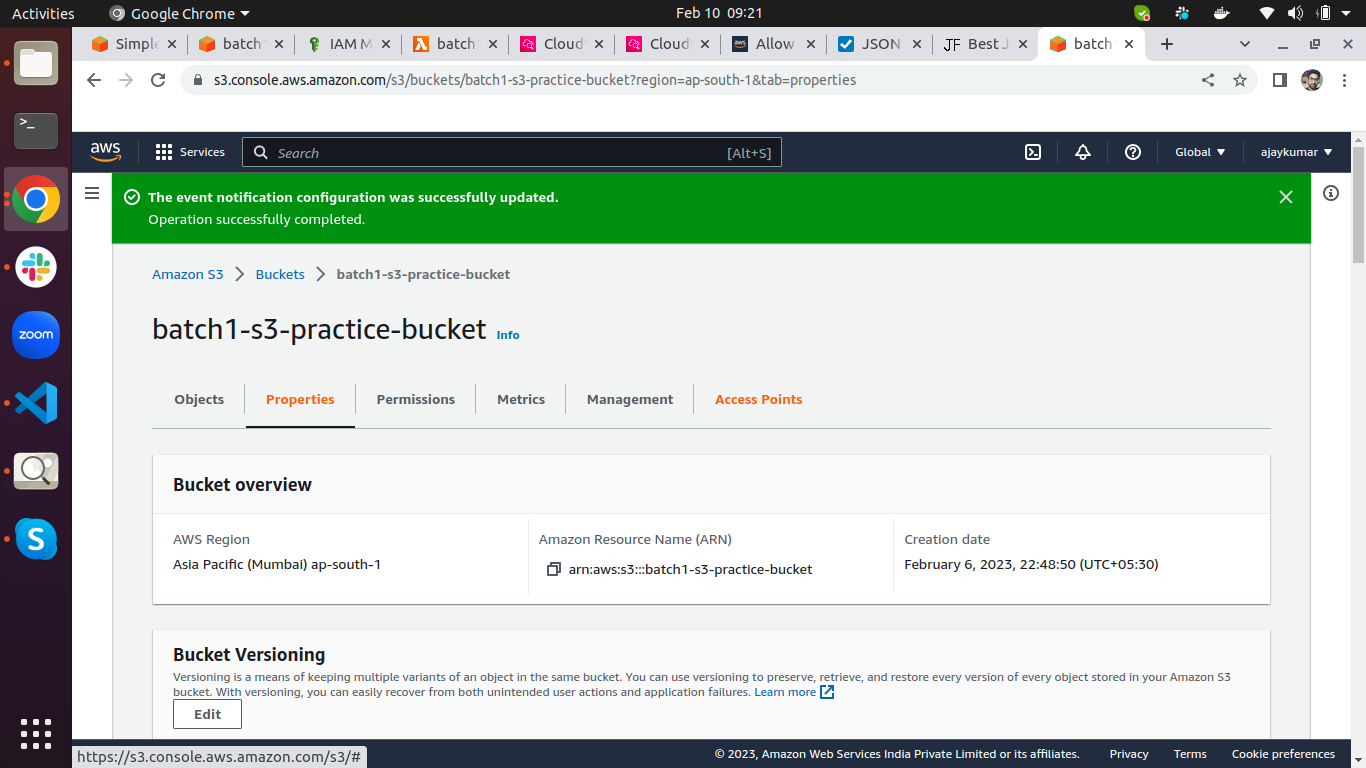 Activities
Google Chrome
Feb 10 09:21
Simple
batch1
IAM M
batch1
Cloud
Cloud
Allow
JSON
JF
Best J
batch
s3.console.aws.amazon.com/s3/buckets/batch1-s3-practice-bucket?region=ap-south-1&tab=properties
aws
Services
Search
[Alt+S]
Global
ajaykumar
The event notification configuration was successfully updated.
Operation successfully completed.
Amazon S3
Buckets
batch1-s3-practice-bucket
batch1-s3-practice-bucket
Info
Objects
Properties
Permissions
Metrics
Management
Access Points
Bucket overview
AWS Region
Amazon Resource Name (ARN)
Creation date
Asia Pacific (Mumbai) ap-south-1
arn:aws:s3:::batch1-s3-practice-bucket
February 6, 2023, 22:48:50 (UTC+05:30)
zoom
Bucket Versioning
Versioning is a means of keeping multiple variants of an object in the same bucket. You can use versioning to preserve, retrieve, and restore every version of every object stored in your Amazon S3
bucket. With versioning, you can easily recover from both unintended user actions and application failures. Learn more
Edit
https://s3.console.aws.amazon.com/s3/#
© 2023, Amazon Web Services India Private Limited or its affiliates.
Privacy
Terms
Cookie preferences